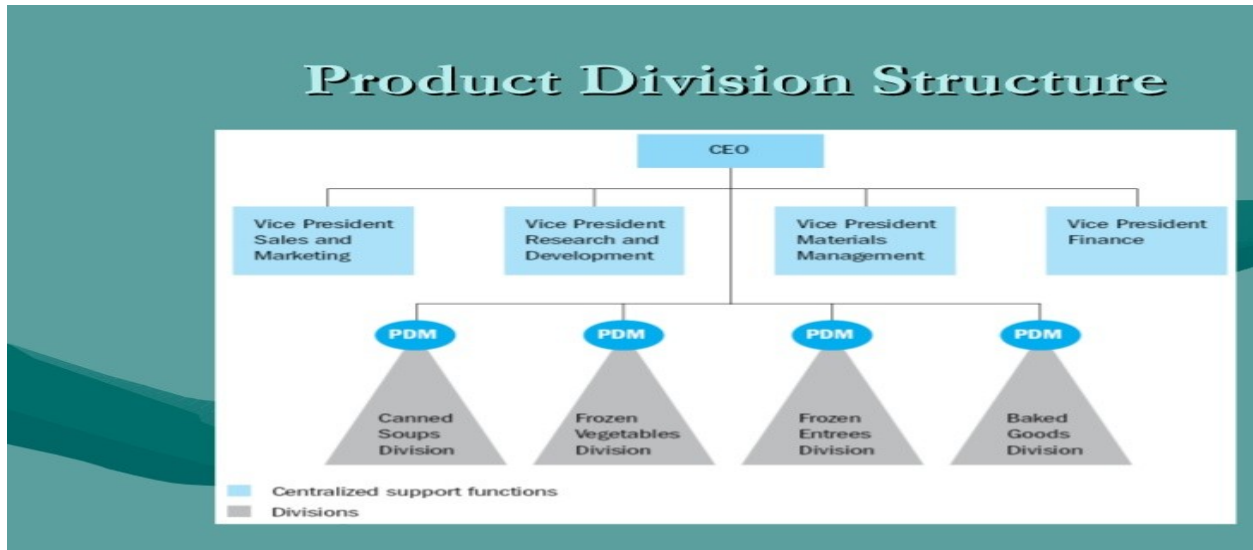 Product Division Structure
CEO
Vice President
Sales and
Marketing
Vice President
Research and
Development
Vice President
Materials
Management
Vice President
Finance
PDM
PDM
PDM
PDM
Canned
Soups
Division
Frozen
Vegetables
Division
Frozen
Entrees
Division
Baked
Goods
Division
Centralized support functions
Divisions